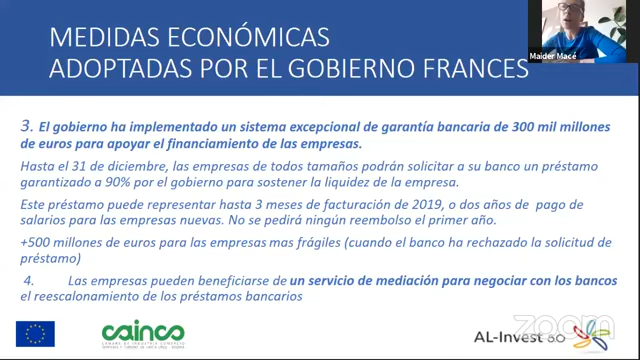 MEDIDAS ECONÓMICAS
ADOPTADAS POR EL GOBIERNO FRANCES
Maider Macé
3. El gobierno ha implementado un sistema excepcional de garantía bancaria de 300 mil millones
de euros para apoyar el financiamiento de las empresas.
Hasta el 31 de diciembre, las empresas de todos tamaños podrán solicitar a su banco un préstamo
garantizado a 90% por el gobierno para sostener la liquidez de la empresa.
Este préstamo puede representar hasta 3 meses de facturación de 2019, o dos años de pago de
salarios para las empresas nuevas. No se pedirá ningún reembolso el primer año.
+500 millones de euros para las empresas mas frágiles (cuando el banco ha rechazado la solicitud de
préstamo)
4. Las empresas pueden beneficiarse de un servicio de mediación para negociar con los bancos
el reescalonamiento de los préstamos bancarios
cainco
AL-Invest 5.0
zoom